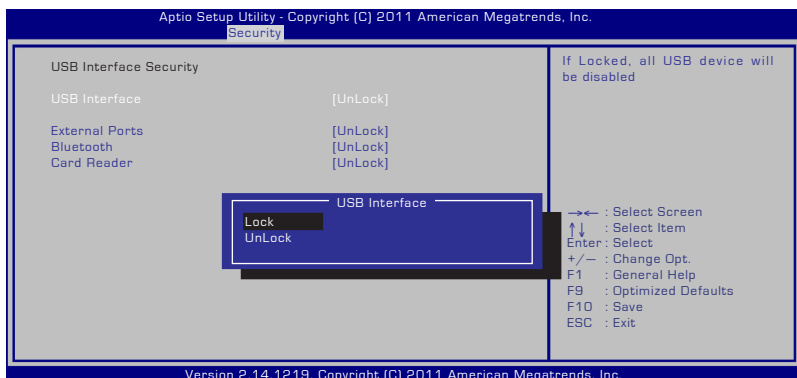 Aptio Setup Utility - Copyright (C) 2011 American Megatrends, Inc.
Security
USB Interface Security
USB Interface [UnLock]
External Ports [UnLock]
Bluetooth [UnLock]
Card Reader [UnLock]
USB Interface
Lock
UnLock
If Locked, all USB device will
be disabled
→← : Select Screen
↑↓ : Select Item
Enter : Select
+/— : Change Opt.
F1 : General Help
F9 : Optimized Defaults
F10 : Save
ESC : Exit
Version 2.14.1219. Copyright (C) 2011 American Megatrends, Inc.